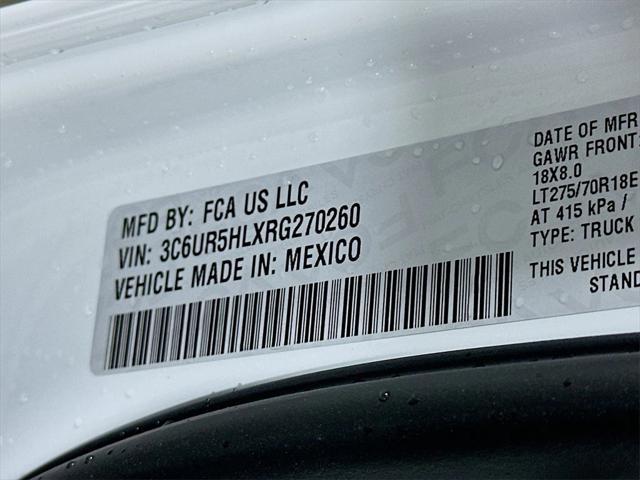 MFD BY: FCA US LLC
VIN: 3C6UR5HLXRG270260
VEHICLE MADE IN: MEXICO
DATE OF MFR
GAWR FRONT:
18X8.0
LT275/70R18E
AT 415 kPa /
TYPE: TRUCK
THIS VEHICLE
STAND